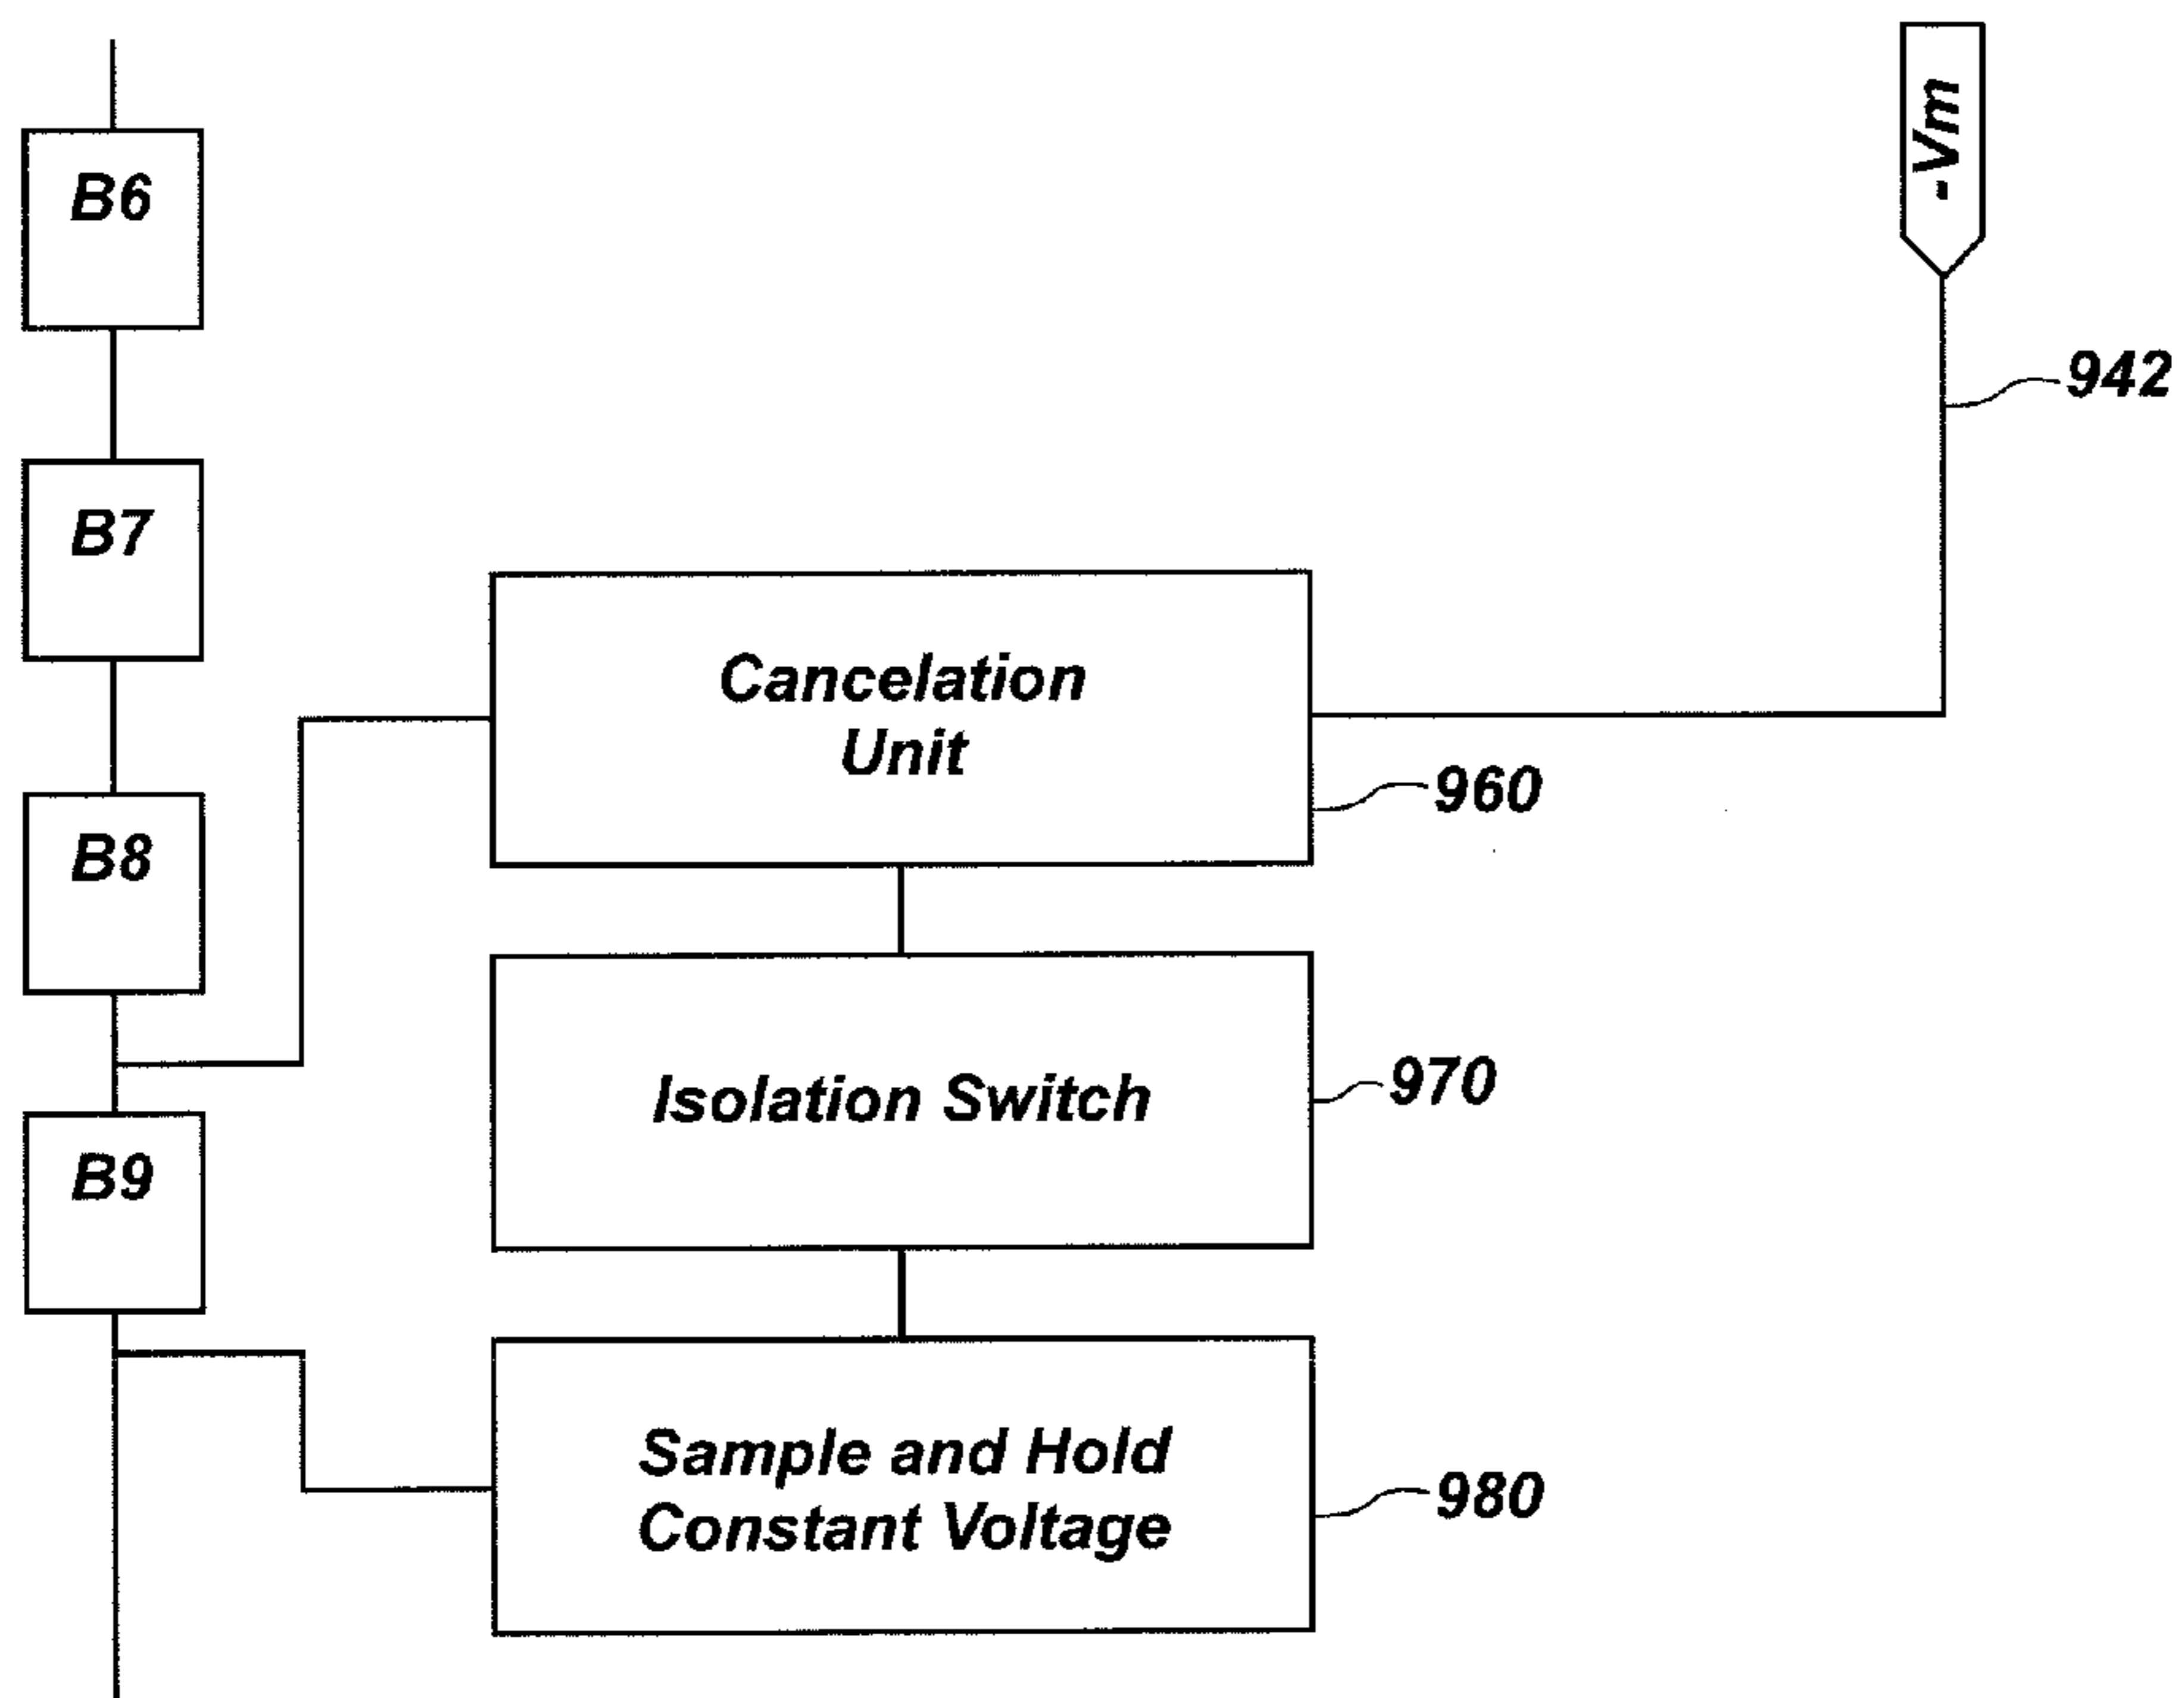 B6
-Vm
942
B7
Cancelation
Unit
960
B8
Isolation Switch
970
B9
Sample and Hold
Constant Voltage
980